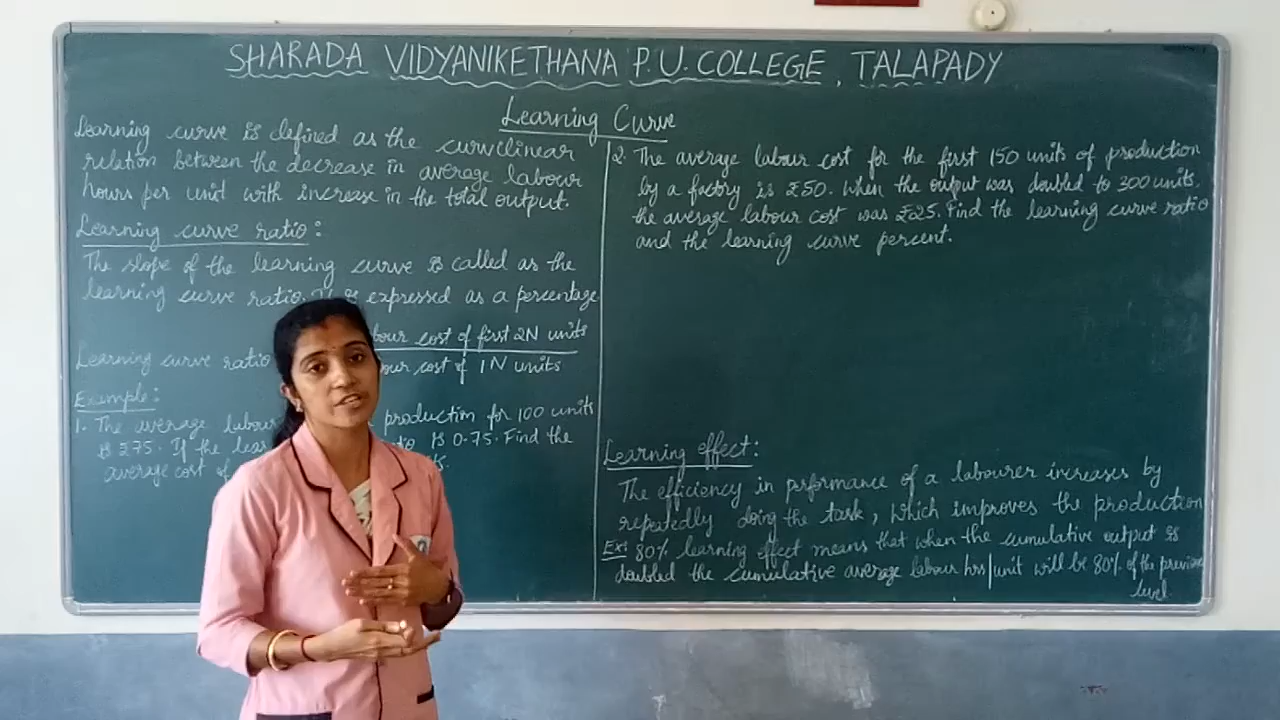 SHARADA VIDYANIKETHANA P.U. COLLEGE, TALAPADY
Learning Curve
Learning curve is defined as the curvilinear
relation between the decrease in average labour
hours per unit with increase in the total output.
Learning curve ratio:
The slope of the learning curve is called as the
learning curve ratio. It is expressed as a percentage
bour cost of first 2N units
Learning curve ratio
our cost of 1N units
Example:
1. The average labou production for 100 units
is ₹75. If the lear is 0.75. Find the
average cost of
2. The average labour cost for the first 150 units of production
by a factory is ₹50. When the output was doubled to 300 units.
the average labour cost was ₹25. Find the learning curve ratio
and the learning curve percent.
Learning effect:
The efficiency in performance of a labourer increases by
repeatedly doing the task, which improves the production
Ex: 80% learning effect means that when the cumulative output is
doubled the cumulative average labour hrs/unit will be 80% of the previous
level